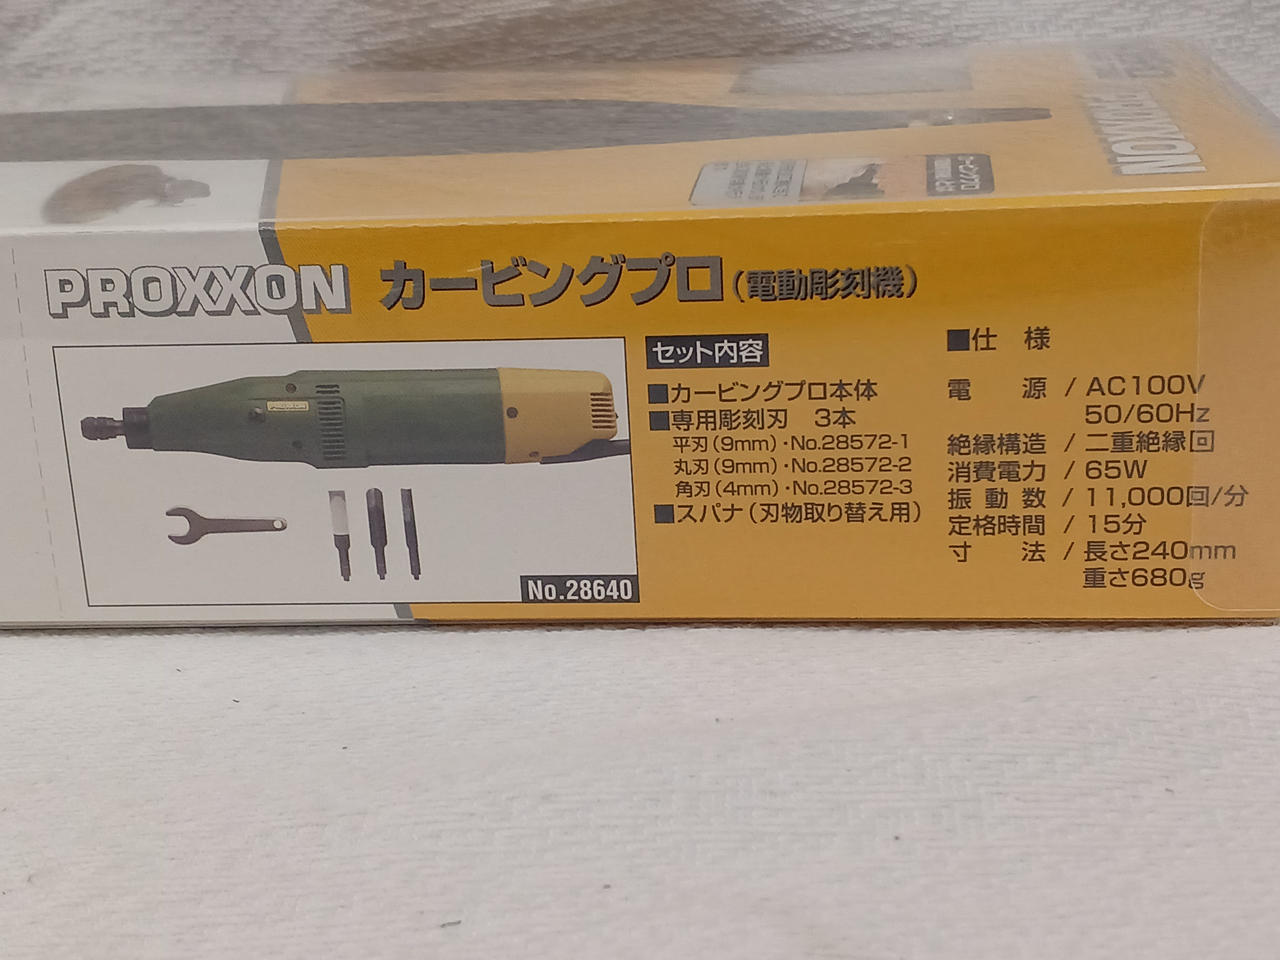 PROXXON
PROXXON カービングプロ(電動彫刻機)
No.28640
セット内容
■カービングプロ本体
■専用彫刻刃 3本
平刃(9mm)・No.28572-1
丸刃(9mm)・No.28572-2
角刃(4mm)・No.28572-3
■スパナ(刃物取り替え用)
■仕 様
電 源 / AC100V
50/60Hz
絶縁構造 / 二重絶縁回
消費電力 / 65W
振動数 / 11,000回/分
定格時間 / 15分
寸 法 / 長さ240mm
重さ680g